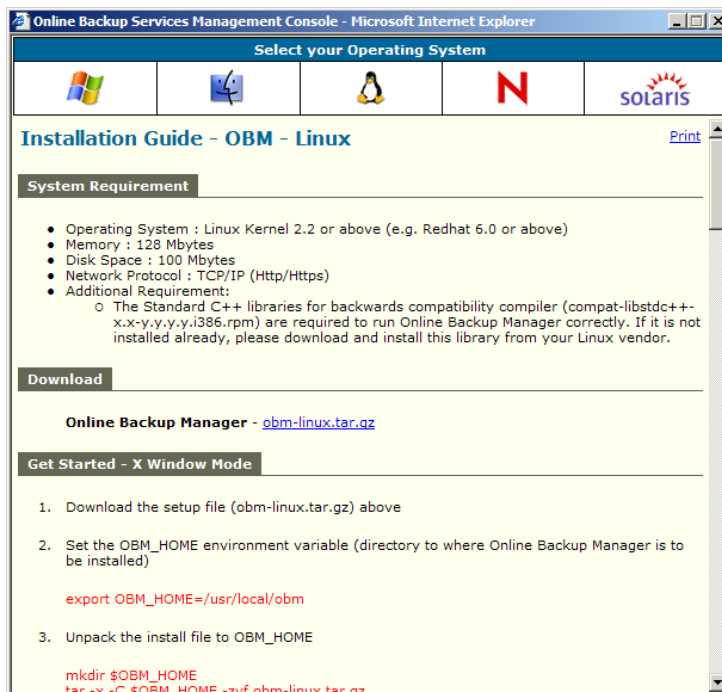 Online Backup Services Management Console - Microsoft Internet Explorer
Select your Operating System
N
solaris
Installation Guide - OBM - Linux
Print
System Requirement
Operating System : Linux Kernel 2.2 or above (e.g. Redhat 6.0 or above)
Memory : 128 Mbytes
Disk Space : 100 Mbytes
Network Protocol : TCP/IP (Http/Https)
Additional Requirement:
The Standard C++ libraries for backwards compatibility compiler (compat-libstdc++-
x.x-y.y.y.y.i386.rpm) are required to run Online Backup Manager correctly. If it is not
installed already, please download and install this library from your Linux vendor.
Download
Online Backup Manager - obm-linux.tar.gz
Get Started - X Window Mode
1. Download the setup file (obm-linux.tar.gz) above
2. Set the OBM_HOME environment variable (directory to where Online Backup Manager is to
be installed)
export OBM_HOME=/usr/local/obm
3. Unpack the install file to OBM_HOME
mkdir $OBM_HOME
tar -x -C $OBM_HOME -zvf obm-linux.tar.gz